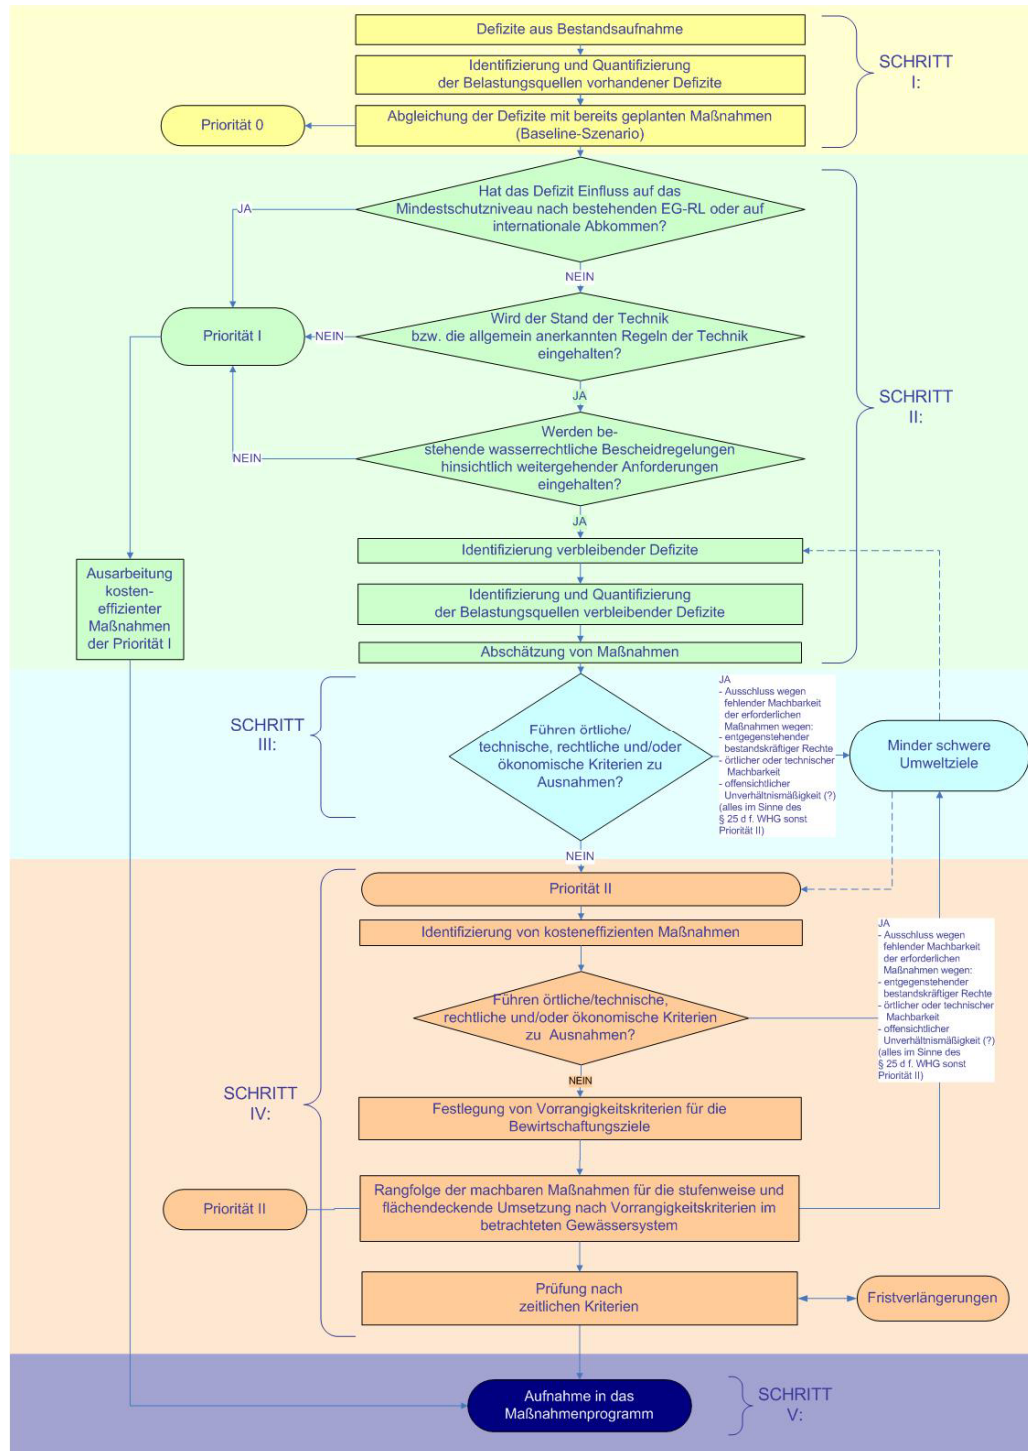 Defizite aus Bestandsaufnahme
Identifizierung und Quantifizierung
der Belastungsquellen vorhandener Defizite
SCHRITT
I:
Priorität 0
Abgleichung der Defizite mit bereits geplanten Maßnahmen
(Baseline-Szenario)
Hat das Defizit Einfluss auf das
Mindestschutzniveau nach bestehenden EG-RL oder auf
internationale Abkommen?
JA
NEIN
Priorität I
NEIN
Wird der Stand der Technik
bzw. die allgemein anerkannten Regeln der Technik
eingehalten?
JA
SCHRITT
II:
Werden be-
stehende wasserrechtliche Bescheidregelungen
hinsichtlich weitergehender Anforderungen
eingehalten?
NEIN
JA
Identifizierung verbleibender Defizite
Ausarbeitung
kosten-
effizienter
Maßnahmen
der Priorität I
Identifizierung und Quantifizierung
der Belastungsquellen verbleibender Defizite
Abschätzung von Maßnahmen
SCHRITT
III:
Führen örtliche/
technische, rechtliche und/oder
ökonomische Kriterien zu
Ausnahmen?
JA
- Ausschluss wegen
fehlender Machbarkeit
der erforderlichen
Maßnahmen wegen:
- entgegenstehender
bestandskräftiger Rechte
- örtlicher oder technischer
Machbarkeit
- offensichtlicher
Unverhältnismäßigkeit (?)
(alles im Sinne des
§ 25 d f. WHG sonst
Priorität II)
Minder schwere
Umweltziele
NEIN
Priorität II
Identifizierung von kosteneffizienten Maßnahmen
Führen örtliche/technische,
rechtliche und/oder ökonomische Kriterien
zu Ausnahmen?
JA
- Ausschluss wegen
fehlender Machbarkeit
der erforderlichen
Maßnahmen wegen:
- entgegenstehender
bestandskräftiger Rechte
- örtlicher oder technischer
Machbarkeit
- offensichtlicher
Unverhältnismäßigkeit (?)
(alles im Sinne des
§ 25 d f. WHG sonst
Priorität II)
NEIN
SCHRITT
IV:
Festlegung von Vorrangigkeitskriterien für die
Bewirtschaftungsziele
Priorität II
Rangfolge der machbaren Maßnahmen für die stufenweise und
flächendeckende Umsetzung nach Vorrangigkeitskriterien im
betrachteten Gewässersystem
Prüfung nach
zeitlichen Kriterien
Fristverlängerungen
Aufnahme in das
Maßnahmenprogramm
SCHRITT
V: